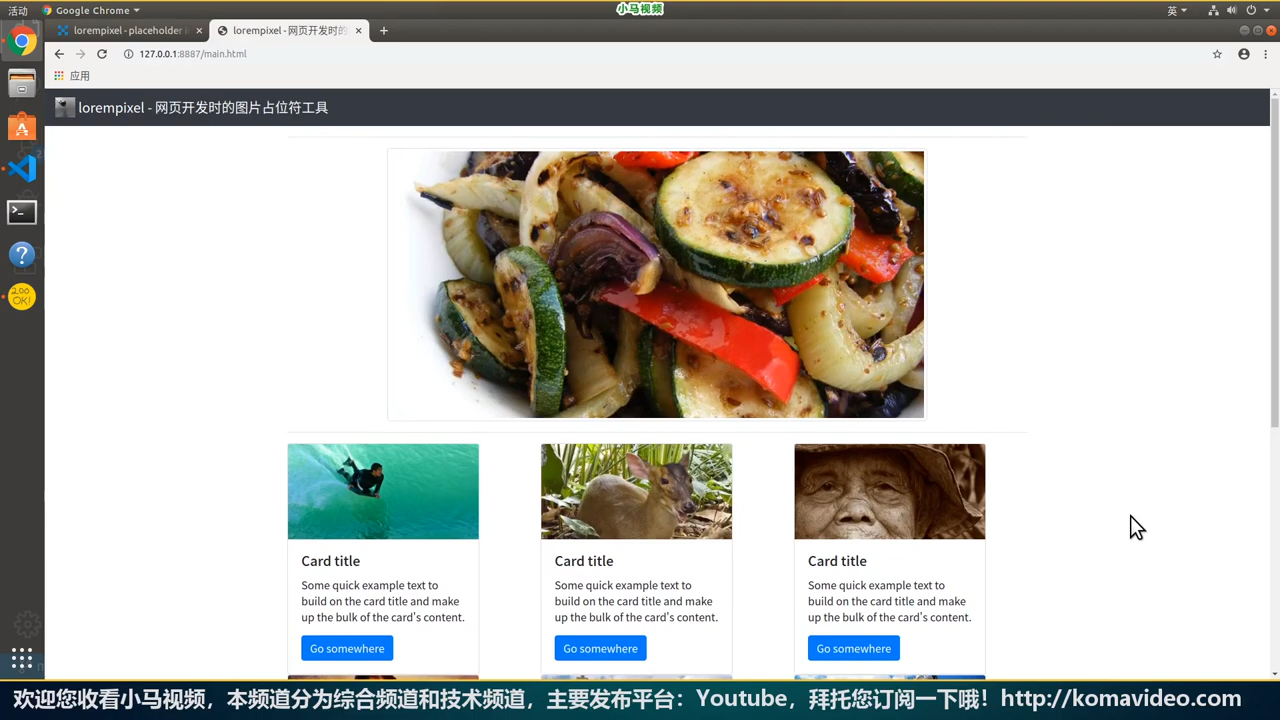 活动
Google Chrome
小马视频
英
lorempixel - placeholder i
lorempixel - 网页开发时的
127.0.0.1:8887/main.html
应用
lorempixel - 网页开发时的图片占位符工具
200
OK!
Card title
Some quick example text to
build on the card title and make
up the bulk of the card's content.
Go somewhere
Card title
Some quick example text to
build on the card title and make
up the bulk of the card's content.
Go somewhere
Card title
Some quick example text to
build on the card title and make
up the bulk of the card's content.
Go somewhere
欢迎您收看小马视频，本频道分为综合频道和技术频道，主要发布平台：Youtube，拜托您订阅一下哦！http://komavideo.com